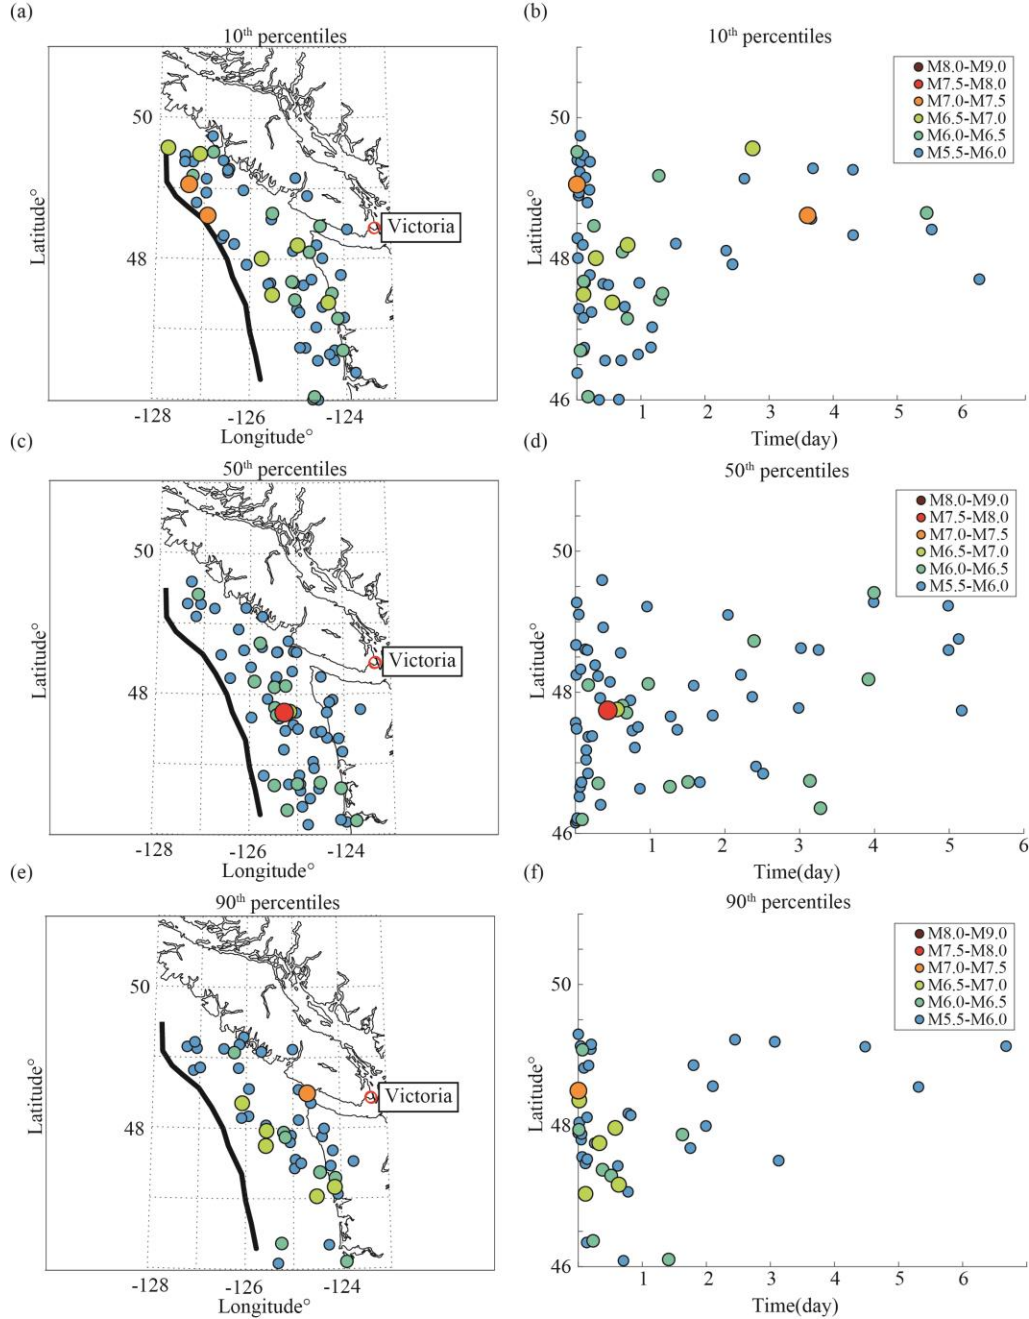 (a)
10th percentiles
50
48
Latitude°
Victoria
-128
-126
-124
Longitude°
(b)
10th percentiles
M8.0-M9.0
M7.5-M8.0
M7.0-M7.5
M6.5-M7.0
M6.0-M6.5
M5.5-M6.0
50
48
46
Latitude°
1
2
3
4
5
6
Time(day)
(c)
50th percentiles
50
48
Latitude°
Victoria
-128
-126
-124
Longitude°
(d)
50th percentiles
M8.0-M9.0
M7.5-M8.0
M7.0-M7.5
M6.5-M7.0
M6.0-M6.5
M5.5-M6.0
50
48
46
Latitude°
1
2
3
4
5
6
Time(day)
(e)
90th percentiles
50
48
Latitude°
Victoria
-128
-126
-124
Longitude°
(f)
90th percentiles
M8.0-M9.0
M7.5-M8.0
M7.0-M7.5
M6.5-M7.0
M6.0-M6.5
M5.5-M6.0
50
48
46
Latitude°
1
2
3
4
5
6
Time(day)